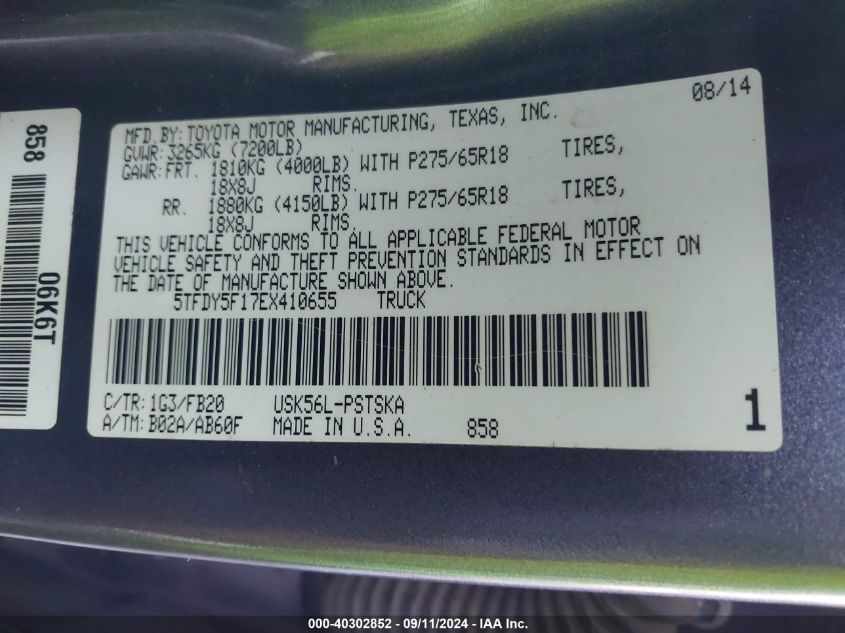 08/14
MFD. BY: TOYOTA MOTOR MANUFACTURING, TEXAS, INC.
GVWR: 3265KG (7200LB)
GAWR: FRT. 1810KG (4000LB) WITH P275/65R18 TIRES,
18X8J RIMS.
RR. 1880KG (4150LB) WITH P275/65R18 TIRES,
18X8J RIMS.
THIS VEHICLE CONFORMS TO ALL APPLICABLE FEDERAL MOTOR
VEHICLE SAFETY AND THEFT PREVENTION STANDARDS IN EFFECT ON
THE DATE OF MANUFACTURE SHOWN ABOVE.
5TFDY5F17EX410655 TRUCK
C/TR: 1G3/FB20 USK56L-PSTSKA
A/TM: B02A/AB60F MADE IN U.S.A. 858
1
858
06K6T
000-40302852 - 09/11/2024 - IAA Inc.